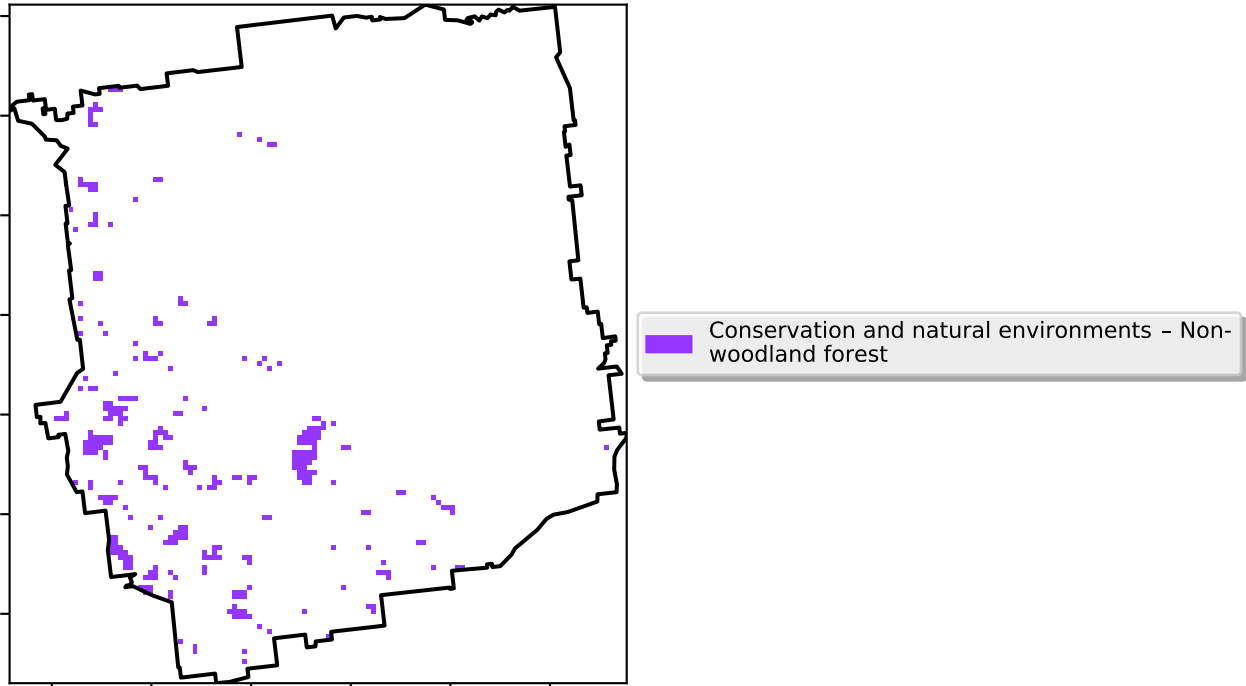 Conservation and natural environments – Non-
woodland forest